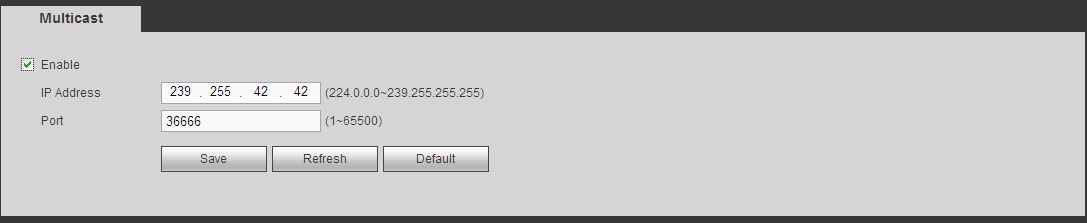 Multicast
Enable
IP Address 239 . 255 . 42 . 42 (224.0.0.0~239.255.255.255)
Port 36666 (1~65500)
Save Refresh Default